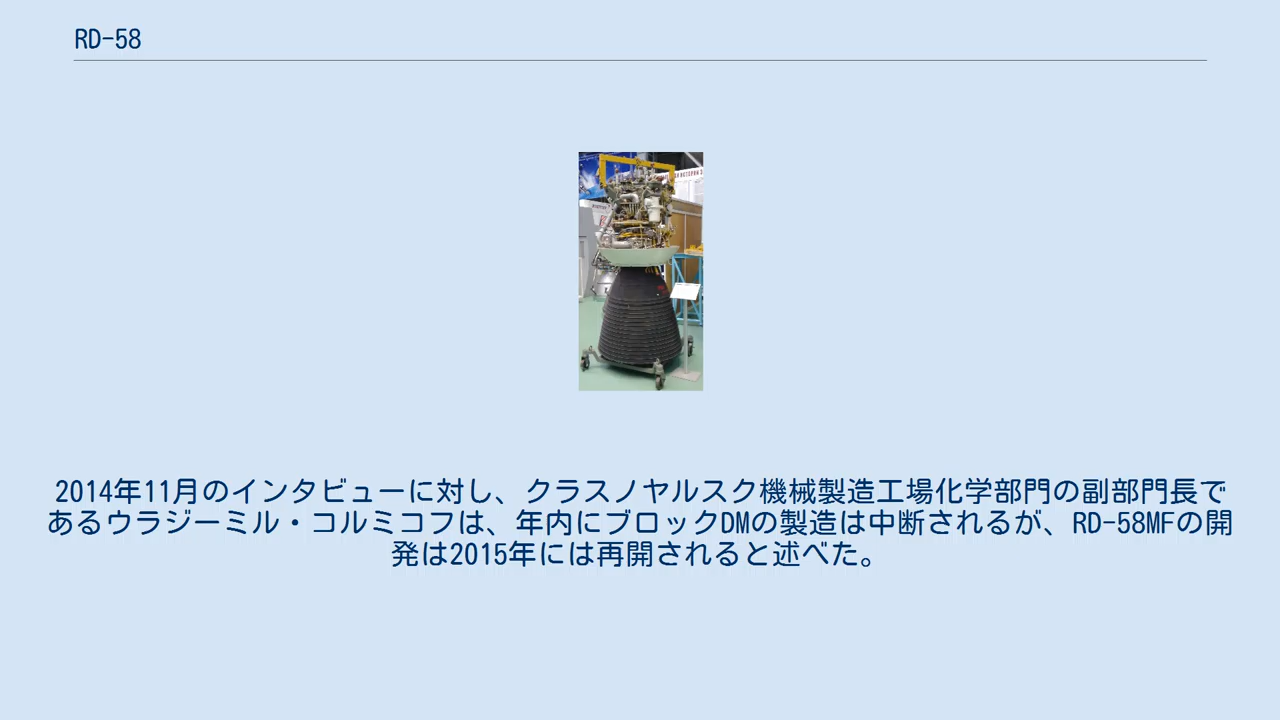 RD-58
2014年11月のインタビューに対し、クラスノヤルスク機械製造工場化学部門の副部門長で
あるウラジーミル・コルミコフは、年内にブロックDMの製造は中断されるが、RD-58MFの開
発は2015年には再開されると述べた。